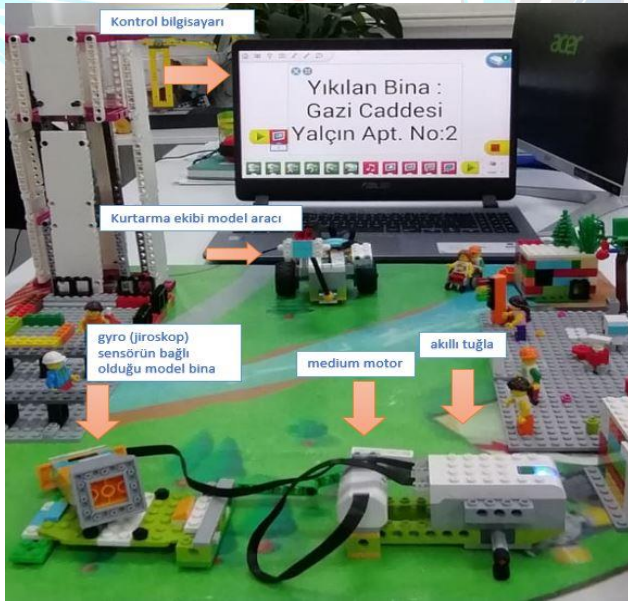 Kontrol bilgisayarı
acer
Yıkılan Bina :
Gazi Caddesi
Yalçın Apt. No:2
ASUS
Kurtarma ekibi model aracı
gyro (jiroskop)
sensörün bağlı
olduğu model bina
medium motor
akıllı tuğla